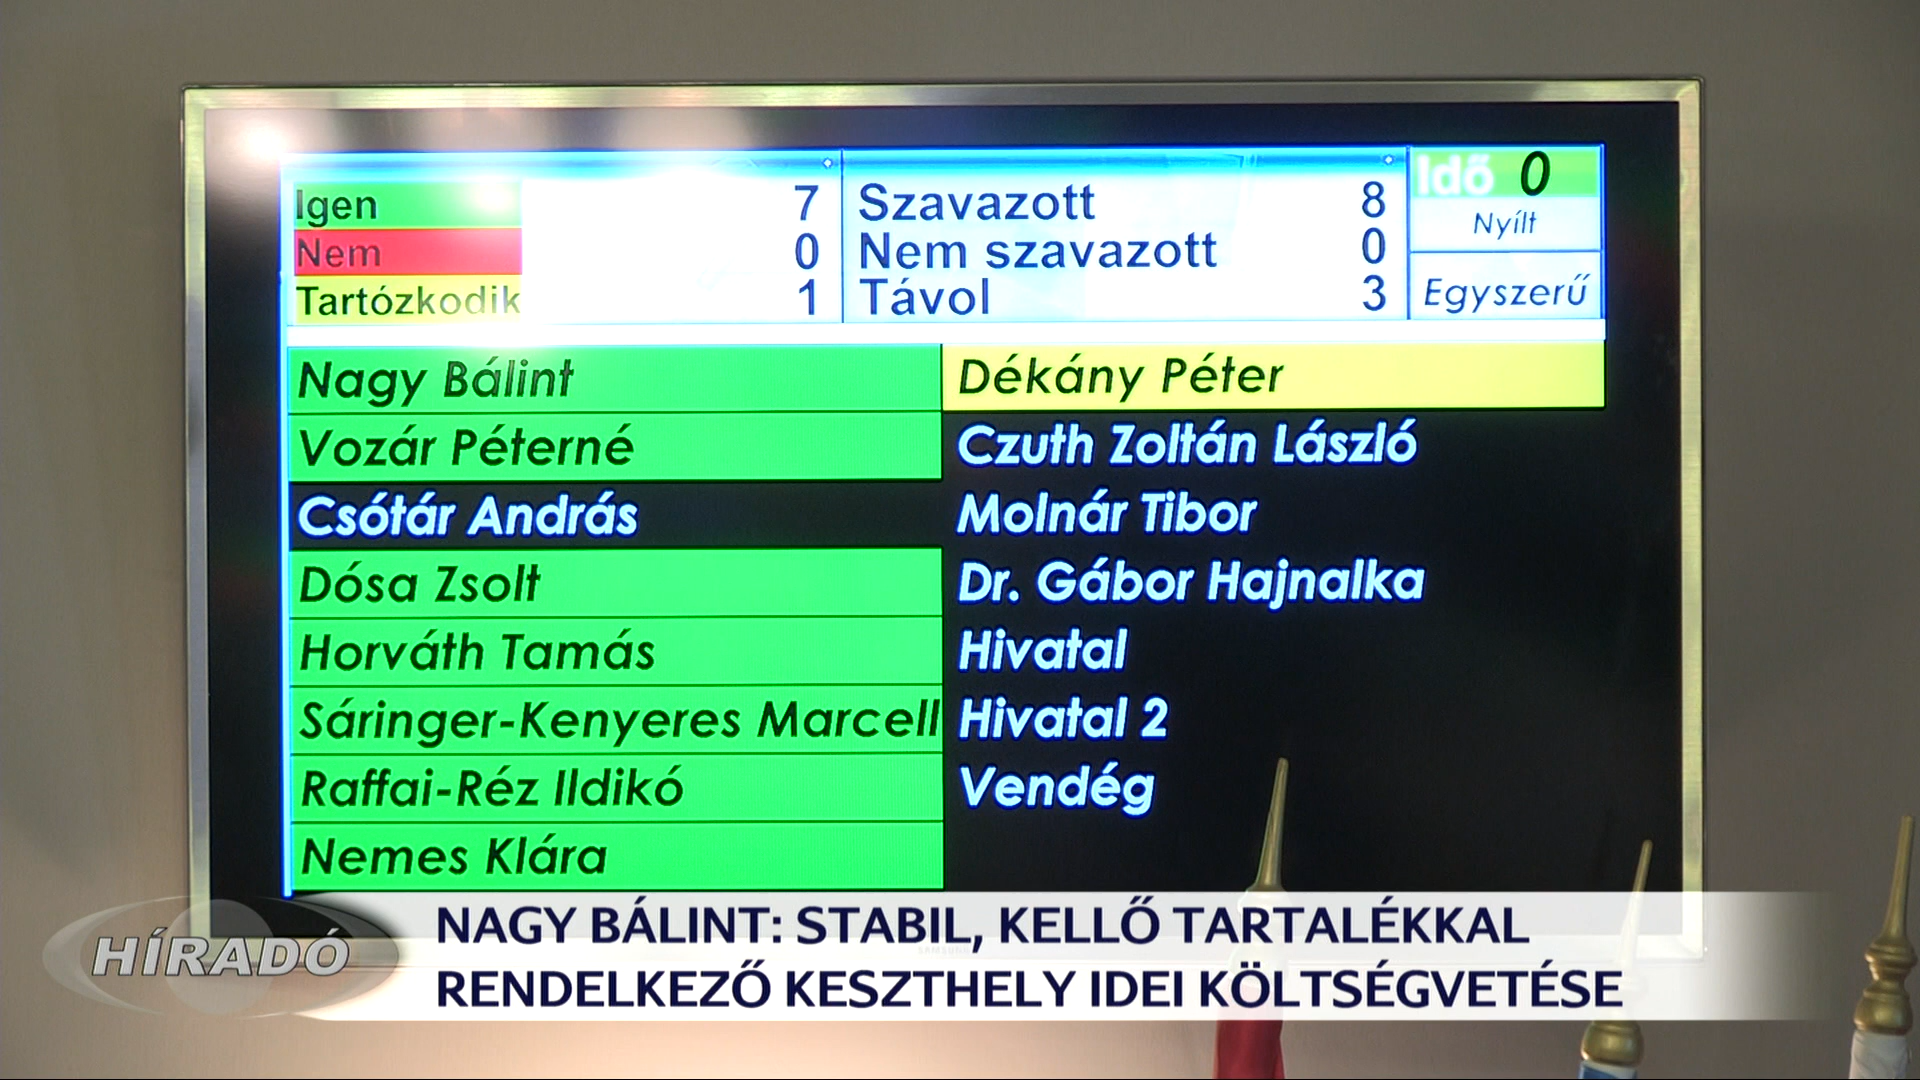 Igen 7
Nem 0
Tartózkodik 1
Szavazott 8
Nem szavazott 0
Távol 3
Idő 0
Nyílt
Egyszerű
Nagy Bálint
Vozár Péterné
Csótár András
Dósa Zsolt
Horváth Tamás
Sáringer-Kenyeres Marcell
Raffai-Réz Ildikó
Nemes Klára
Dékány Péter
Czuth Zoltán László
Molnár Tibor
Dr. Gábor Hajnalka
Hivatal
Hivatal 2
Vendég
HÍRADÓ
NAGY BÁLINT: STABIL, KELLŐ TARTALÉKKAL
RENDELKEZŐ KESZTHELY IDEI KÖLTSÉGVETÉSE